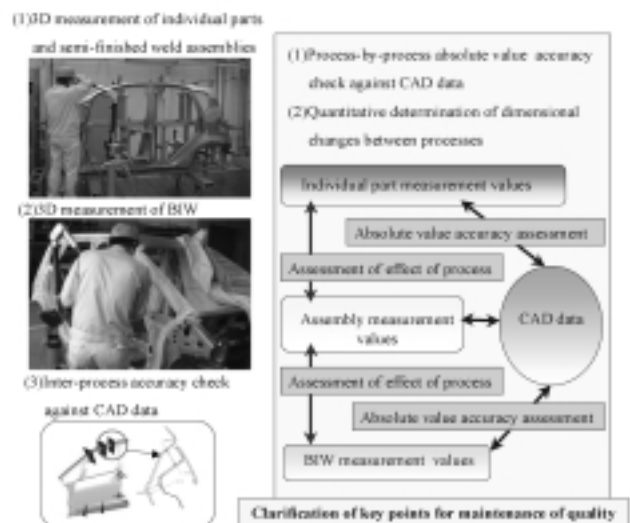 (1)3D measurement of individual parts
and semi-finished weld assemblies
(2)3D measurement of BIW
(3)Inter-process accuracy check
against CAD data
(1)Process-by-process absolute value accuracy
check against CAD data
(2)Quantitative determination of dimensional
changes between processes
Individual part measurement values
Absolute value accuracy assessment
Assessment of effect of process
Assembly measurement
values
CAD data
Assessment of effect of process
Absolute value accuracy assessment
BIW measurement values
Clarification of key points for maintenance of quality